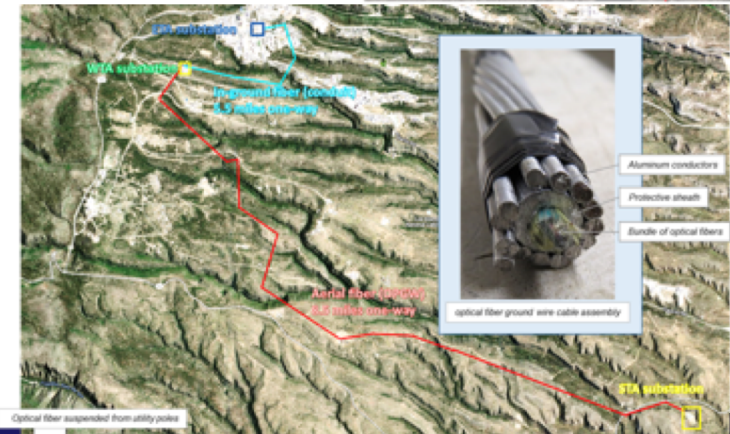 ETA substation
WTA substation
In-ground fiber (conduit)
5.5 miles one-way
Aluminum conductors
Protective sheath
Bundle of optical fibers
optical fiber ground wire cable assembly
Aerial fiber (OPGW)
miles one-way
STA substation
Optical fiber suspended from utility poles